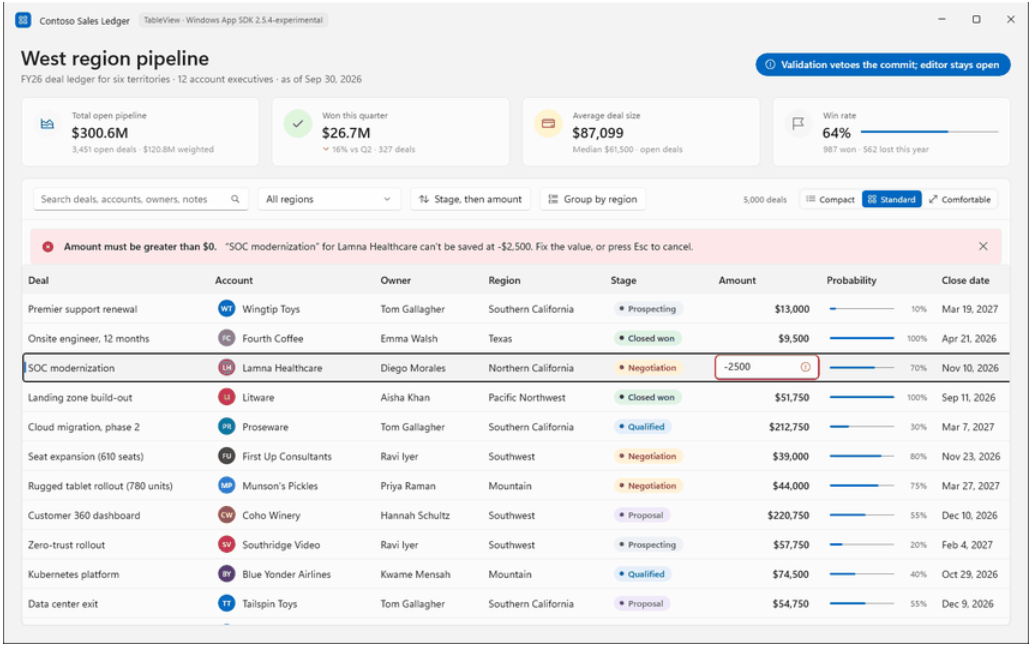 Contoso Sales Ledger TableView · Windows App SDK 2.5.4-experimental
West region pipeline
FY26 deal ledger for six territories · 12 account executives · as of Sep 30, 2026
Validation vetoes the commit; editor stays open
Total open pipeline
$300.6M
3,451 open deals · $120.8M weighted
Won this quarter
$26.7M
16% vs Q2 · 327 deals
Average deal size
$87,099
Median $61,500 · open deals
Win rate
64%
987 won · 562 lost this year
Search deals, accounts, owners, notes All regions Stage, then amount Group by region 5,000 deals Compact Standard Comfortable
Amount must be greater than $0. "SOC modernization" for Lamna Healthcare can't be saved at -$2,500. Fix the value, or press Esc to cancel.
Deal Account Owner Region Stage Amount Probability Close date
Premier support renewal WT Wingtip Toys Tom Gallagher Southern California Prospecting $13,000 10% Mar 19, 2027
Onsite engineer, 12 months FC Fourth Coffee Emma Walsh Texas Closed won $9,500 100% Apr 21, 2026
SOC modernization LH Lamna Healthcare Diego Morales Northern California Negotiation -2500 70% Nov 10, 2026
Landing zone build-out LI Litware Aisha Khan Pacific Northwest Closed won $51,750 100% Sep 11, 2026
Cloud migration, phase 2 PR Proseware Tom Gallagher Southern California Qualified $212,750 30% Mar 7, 2027
Seat expansion (610 seats) FU First Up Consultants Ravi Iyer Southwest Negotiation $39,000 80% Nov 23, 2026
Rugged tablet rollout (780 units) MP Munson's Pickles Priya Raman Mountain Negotiation $44,000 75% Mar 27, 2027
Customer 360 dashboard CW Coho Winery Hannah Schultz Southwest Proposal $220,750 55% Dec 10, 2026
Zero-trust rollout SV Southridge Video Ravi Iyer Southwest Prospecting $57,750 20% Feb 4, 2027
Kubernetes platform BY Blue Yonder Airlines Kwame Mensah Mountain Qualified $74,500 40% Oct 29, 2026
Data center exit TT Tailspin Toys Tom Gallagher Southern California Proposal $54,750 55% Dec 9, 2026